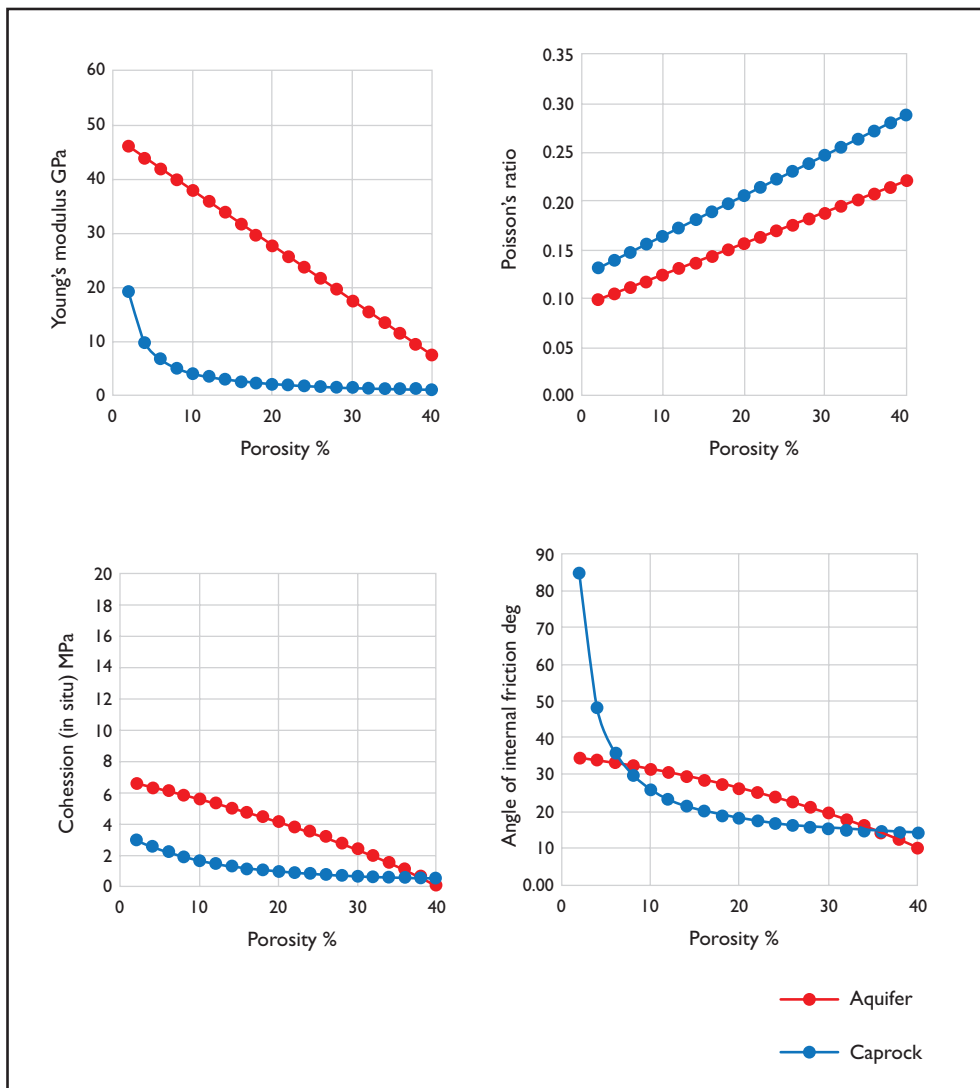 60
50
40
30
20
10
0
0 10 20 30 40
Young's modulus GPa
Porosity %
0.35
0.30
0.25
0.20
0.15
0.10
0.05
0.00
0 10 20 30 40
Poisson's ratio
Porosity %
20
18
16
14
12
10
8
6
4
2
0
0 10 20 30 40
Cohession (in situ) MPa
Porosity %
90
80
70
60
50
40
30
20
10
0.00
0 10 20 30 40
Angle of internal friction deg
Porosity %
Aquifer
Caprock